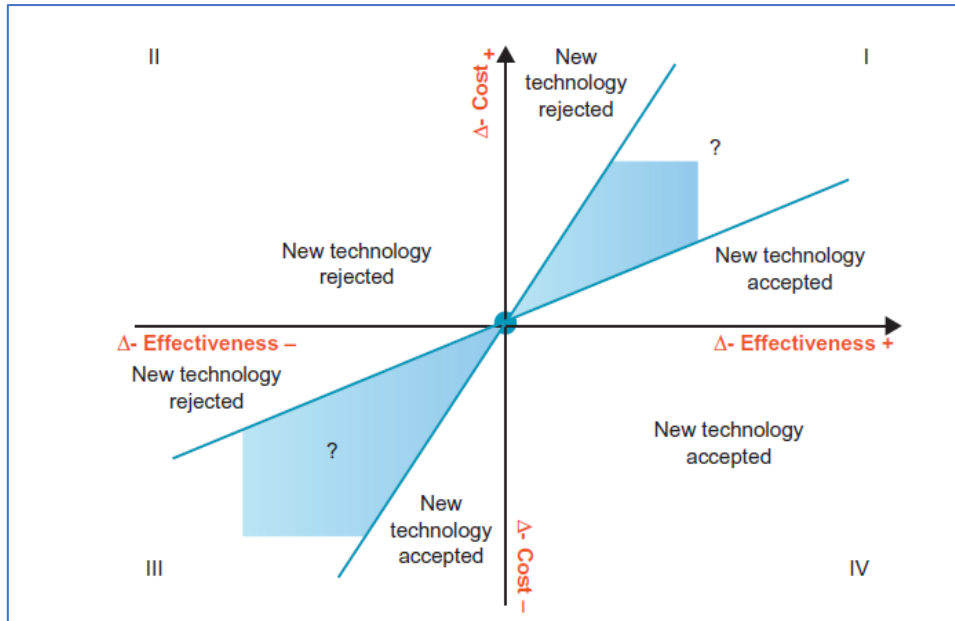 II
Δ- Cost +
New
technology
rejected
I
?
New technology
rejected
New technology
accepted
Δ- Effectiveness –
Δ- Effectiveness +
New technology
rejected
?
New technology
accepted
New
technology
accepted
Δ- Cost –
III
IV